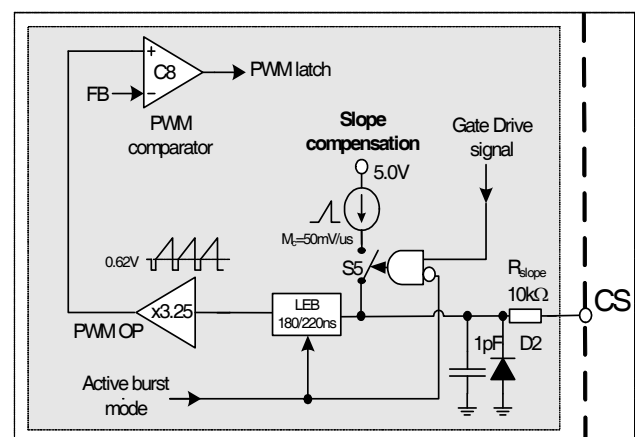 C8
+
−
PWM latch
FB
PWM
comparator
Slope
compensation
5.0V
Gate Drive
signal
Mc=50mV/us
S5
0.62V
x3.25
PWM OP
LEB
180/220ns
Rslope
10kΩ
CS
1pF
D2
Active burst
mode